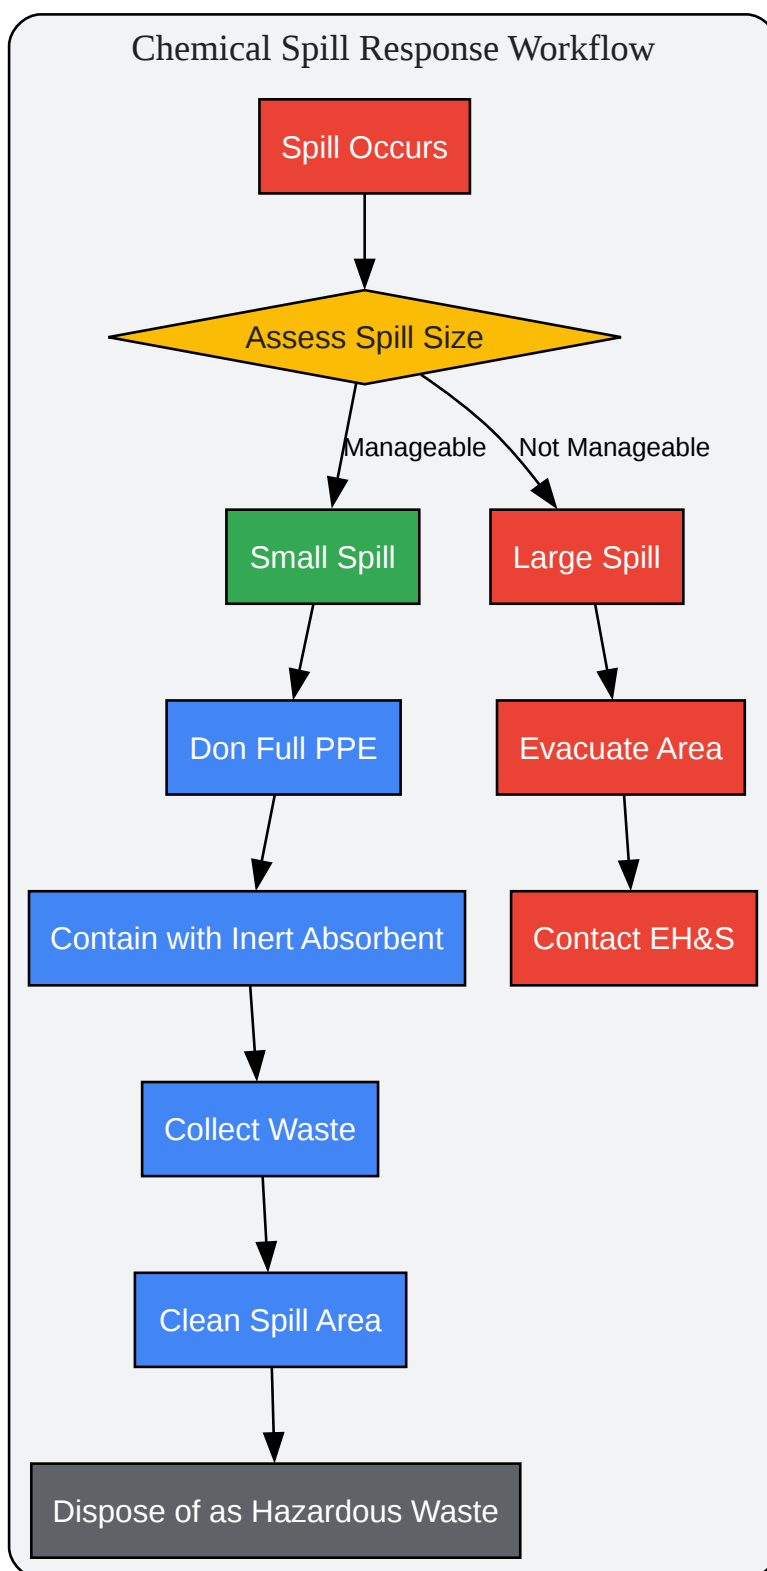 Chemical Spill Response Workflow
Spill Occurs
Assess Spill Size
Manageable
Not Manageable
Small Spill
Large Spill
Don Full PPE
Evacuate Area
Contain with Inert Absorbent
Contact EH&S
Collect Waste
Clean Spill Area
Dispose of as Hazardous Waste